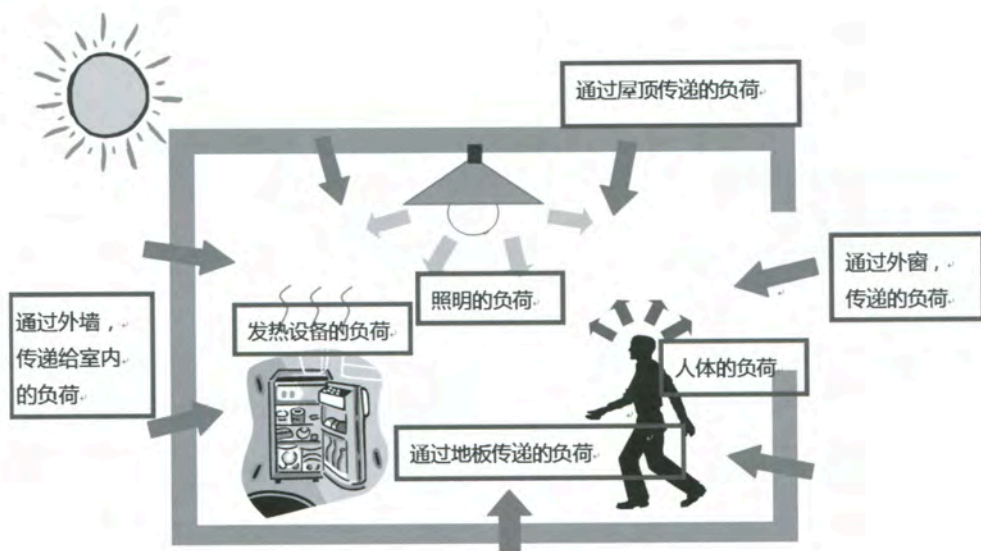 通过屋顶传递的负荷
通过外窗，
传递的负荷
照明的负荷
发热设备的负荷
通过外墙，
传递给室内
的负荷
人体的负荷
通过地板传递的负荷